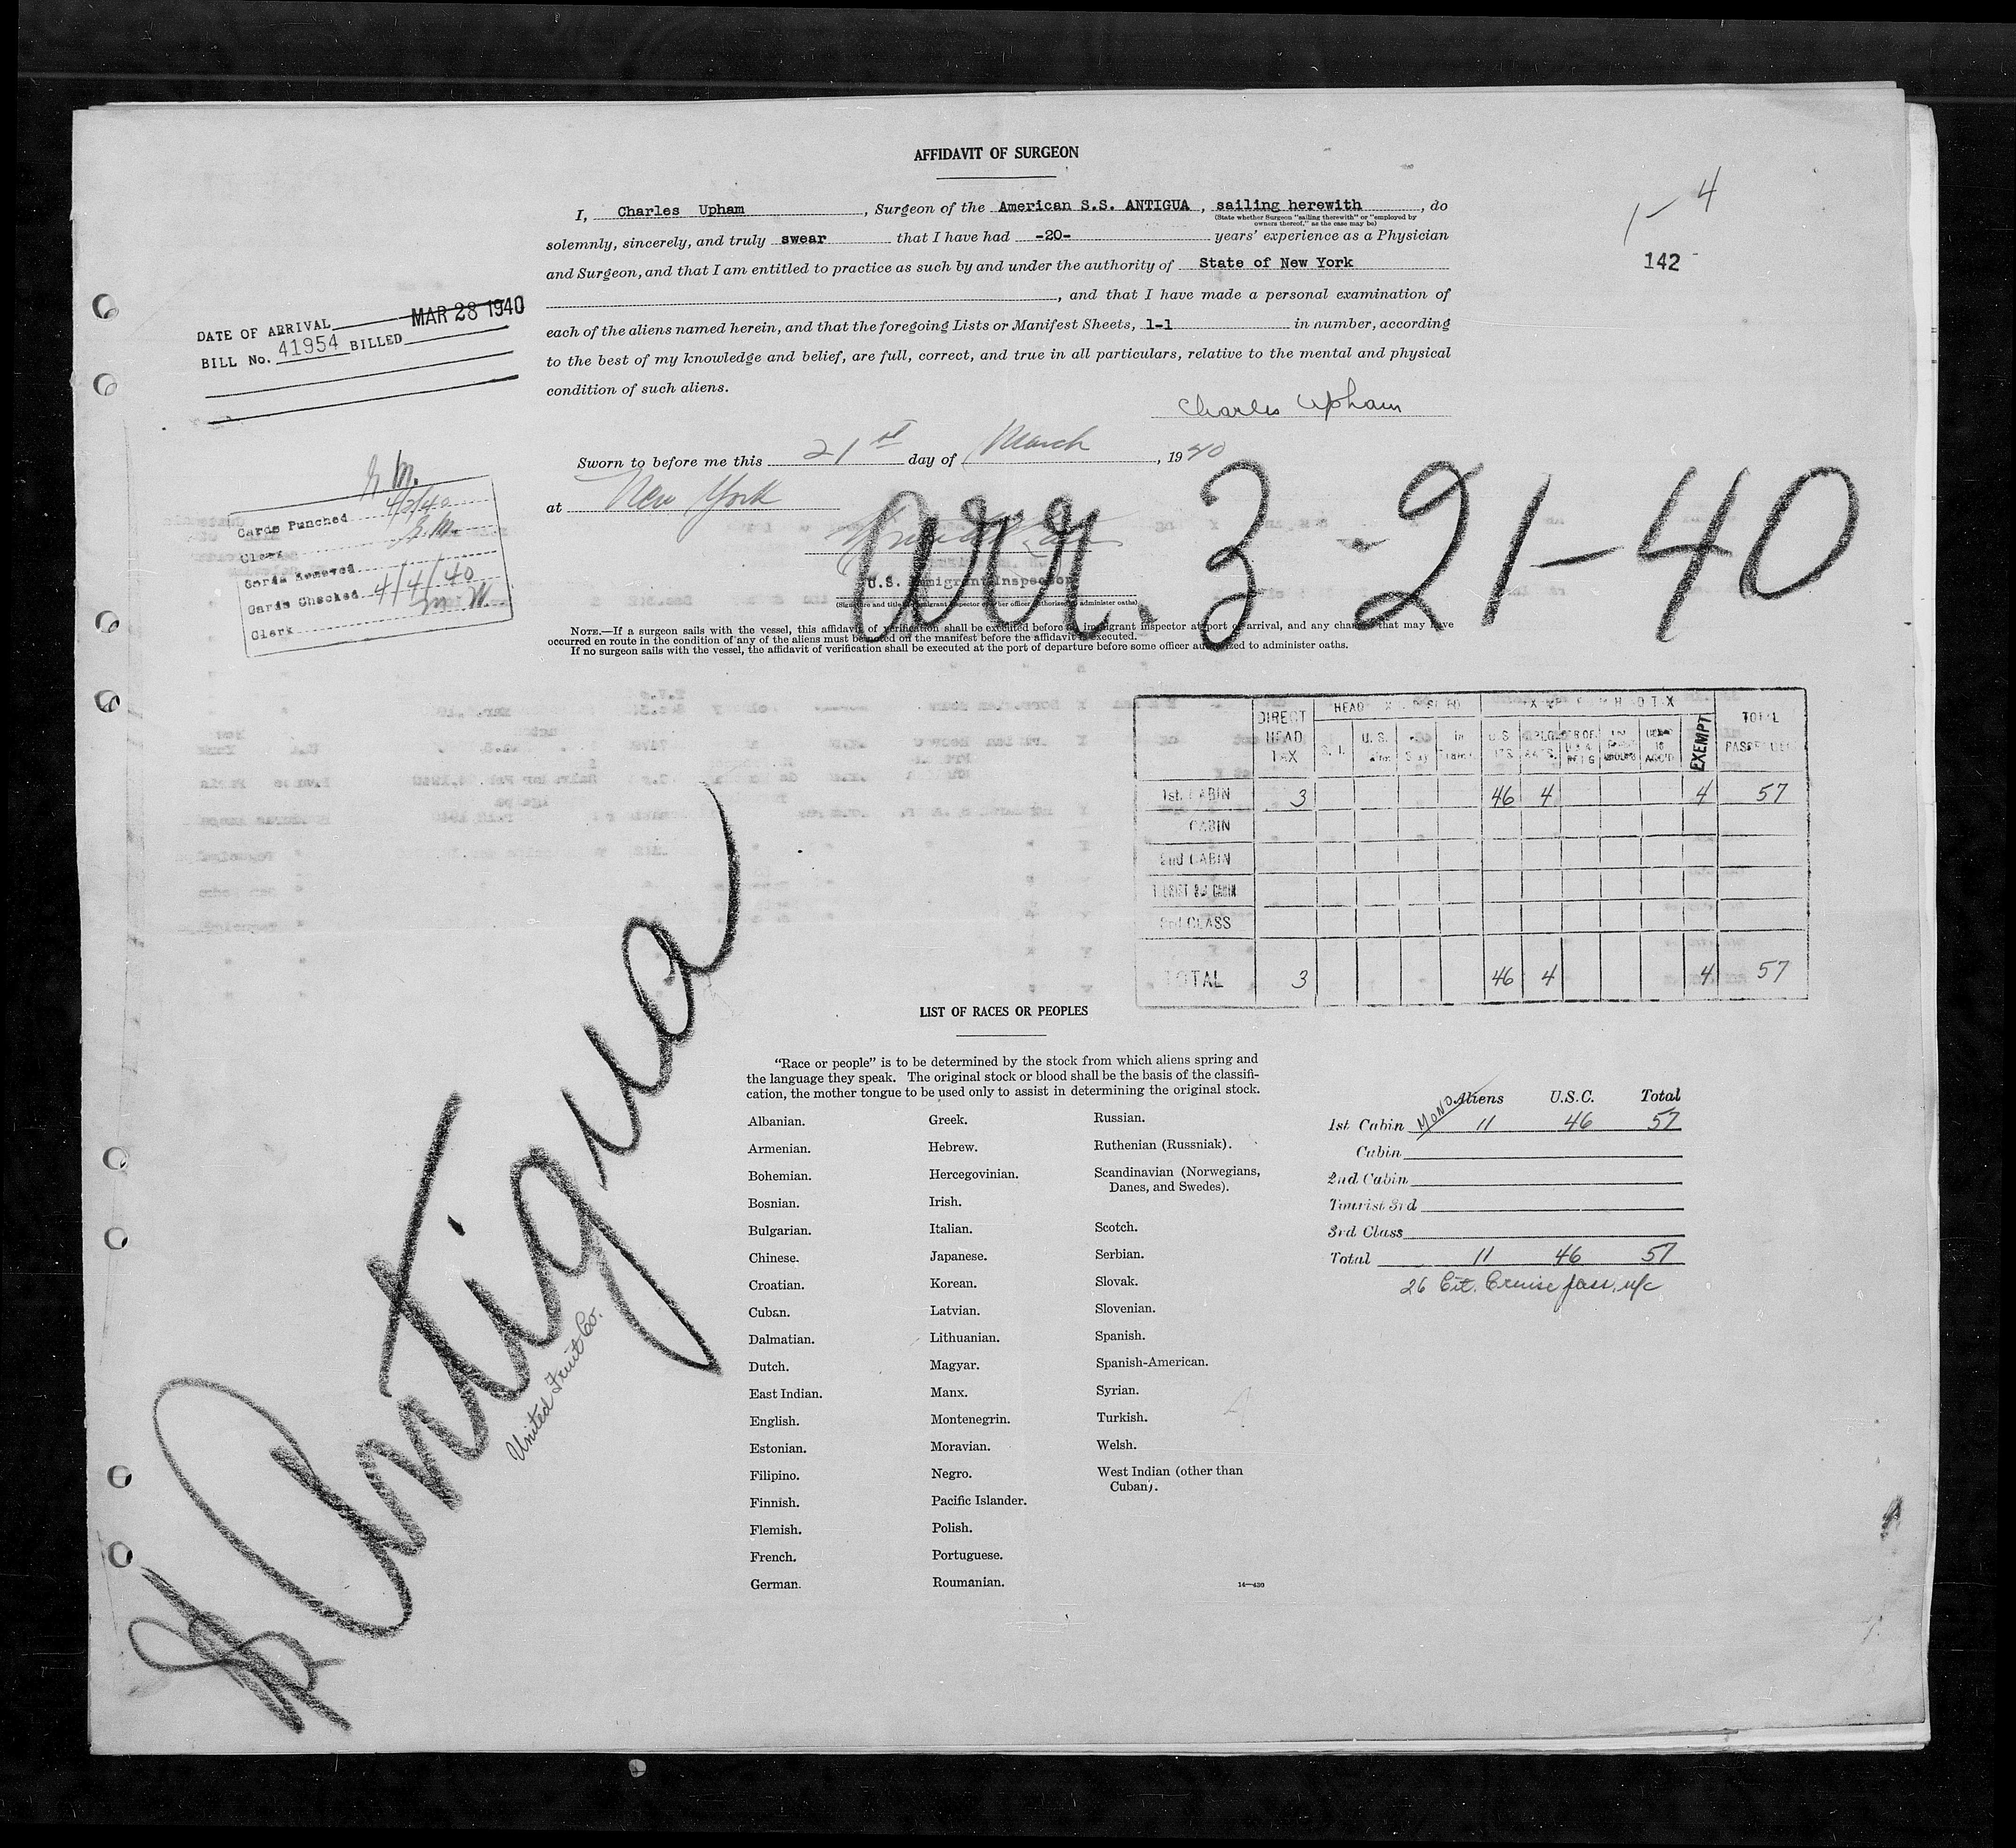 AFFIDAVIT OF SURGEON
I, Charles Upham, Surgeon of the American S.S. ANTIGUA, sailing herewith, do
(State whether Surgeon "sailing therewith" or "employed by
owners thereof," as the case may be)
solemnly, sincerely, and truly swear that I have had -20- years' experience as a Physician
and Surgeon, and that I am entitled to practice as such by and under the authority of State of New York
, and that I have made a personal examination of
each of the aliens named herein, and that the foregoing Lists or Manifest Sheets, 1-1 in number, according
to the best of my knowledge and belief, are full, correct, and true in all particulars, relative to the mental and physical
condition of such aliens.
Charles Upham
Sworn to before me this 21st day of March, 1940
at New York
U.S. Immigrant Inspector
(Signature and title of immigrant inspector or other officer authorized to administer oaths)
NOTE.—If a surgeon sails with the vessel, this affidavit of verification shall be executed before an immigrant inspector at port of arrival, and any change that may have
occurred en route in the condition of any of the aliens must be noted on the manifest before the affidavit is executed.
If no surgeon sails with the vessel, the affidavit of verification shall be executed at the port of departure before some officer authorized to administer oaths.
1-4
142
DATE OF ARRIVAL MAR 28 1940
BILL No. 41954 BILLED
Cards Punched 4/2/40
Clerk
Cards Removed
Cards Checked 4/4/40
Clerk
arr. 3-21-40
DIRECT HEAD TAX
U.S.
EXEMPT
TOTAL PASSENGERS
1st. CABIN 3 46 4 4 57
CABIN
2nd CABIN
TOURIST 3rd CABIN
3rd CLASS
TOTAL 3 46 4 4 57
Antigua
United Fruit Co.
LIST OF RACES OR PEOPLES
"Race or people" is to be determined by the stock from which aliens spring and
the language they speak. The original stock or blood shall be the basis of the classifi-
cation, the mother tongue to be used only to assist in determining the original stock.
Albanian.
Armenian.
Bohemian.
Bosnian.
Bulgarian.
Chinese.
Croatian.
Cuban.
Dalmatian.
Dutch.
East Indian.
English.
Estonian.
Filipino.
Finnish.
Flemish.
French.
German.
Greek.
Hebrew.
Hercegovinian.
Irish.
Italian.
Japanese.
Korean.
Latvian.
Lithuanian.
Magyar.
Manx.
Montenegrin.
Moravian.
Negro.
Pacific Islander.
Polish.
Portuguese.
Roumanian.
Russian.
Ruthenian (Russniak).
Scandinavian (Norwegians,
Danes, and Swedes).
Scotch.
Serbian.
Slovak.
Slovenian.
Spanish.
Spanish-American.
Syrian.
Turkish.
Welsh.
West Indian (other than
Cuban).
14—430
Aliens U.S.C. Total
1st Cabin 11 46 57
Cabin
2nd Cabin
Tourist 3rd
3rd Class
Total 11 46 57
26 Cit. Cruise pass. n/c